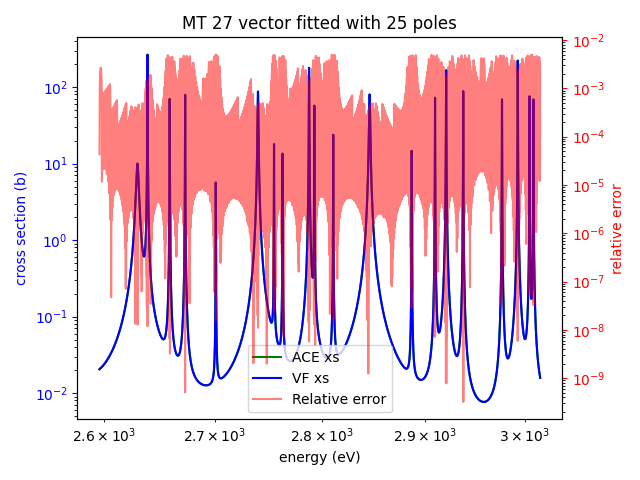 MT 27 vector fitted with 25 poles
cross section (b)
10²
10¹
10⁰
10⁻¹
10⁻²
10⁻²
10⁻³
10⁻⁴
10⁻⁵
10⁻⁶
10⁻⁷
10⁻⁸
10⁻⁹
relative error
ACE xs
VF xs
Relative error
2.6 × 10³ 2.7 × 10³ 2.8 × 10³ 2.9 × 10³ 3 × 10³
energy (eV)